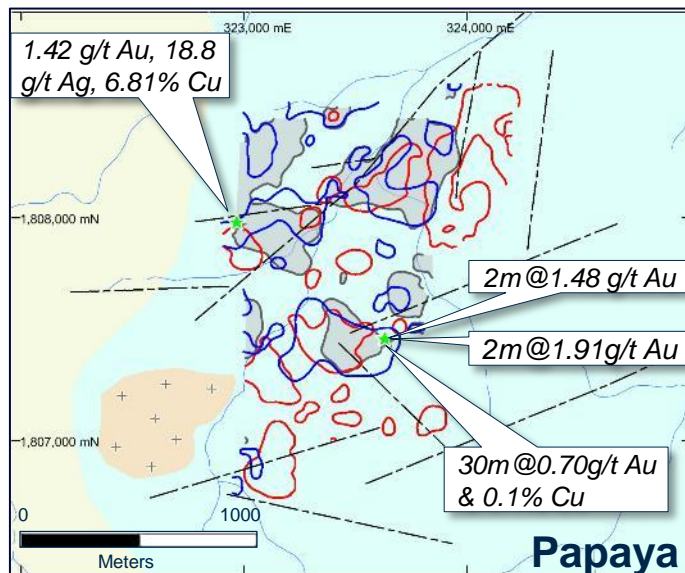 323,000 mE
324,000 mE
1.42 g/t Au, 18.8
g/t Ag, 6.81% Cu
1,808,000 mN
2m@1.48 g/t Au
2m@1.91g/t Au
1,807,000 mN
30m@0.70g/t Au
& 0.1% Cu
0
1000
Meters
Papaya